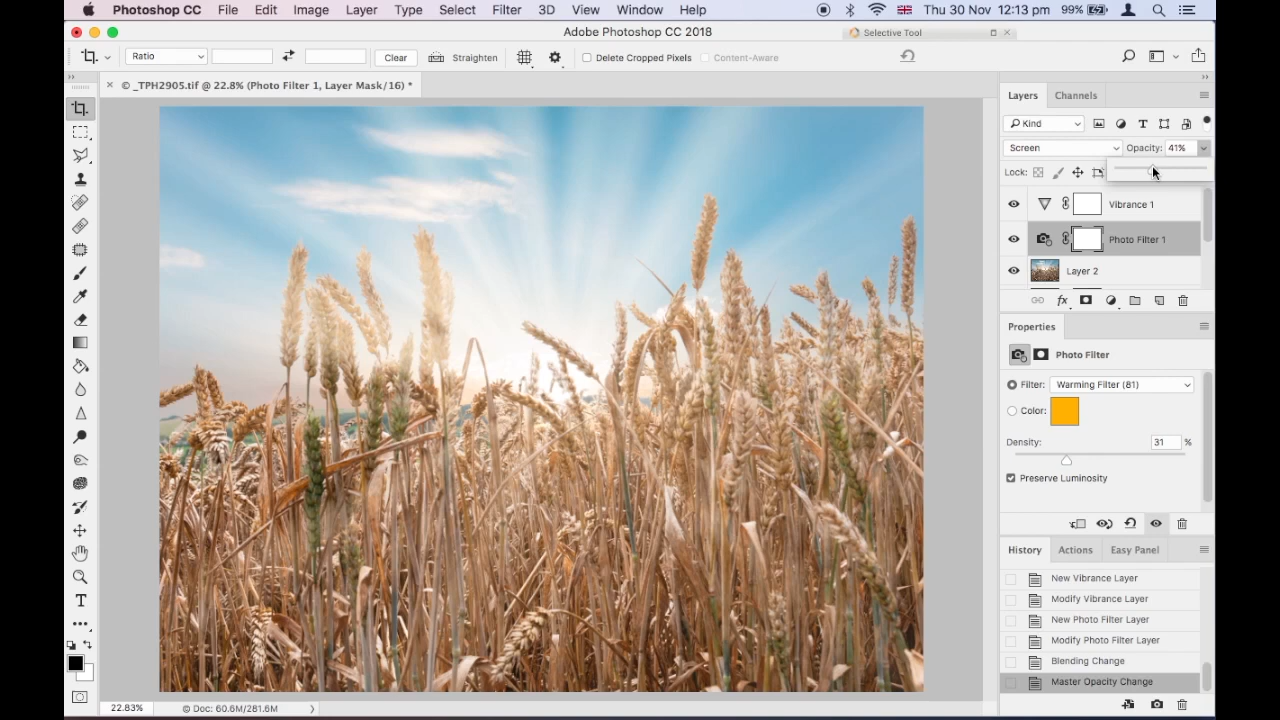 Photoshop CC File Edit Image Layer Type Select Filter 3D View Window Help Thu 30 Nov 12:13 pm 99%
Adobe Photoshop CC 2018
Selective Tool
Ratio Clear Straighten Delete Cropped Pixels Content-Aware
© _TPH2905.tif @ 22.8% (Photo Filter 1, Layer Mask/16) *
Layers Channels
Kind
Screen Opacity: 41%
Lock:
Vibrance 1
Photo Filter 1
Layer 2
fx
Properties
Photo Filter
Filter: Warming Filter (81)
Color:
Density: 31 %
Preserve Luminosity
History Actions Easy Panel
New Vibrance Layer
Modify Vibrance Layer
New Photo Filter Layer
Modify Photo Filter Layer
Blending Change
Master Opacity Change
22.83% © Doc: 60.6M/281.6M